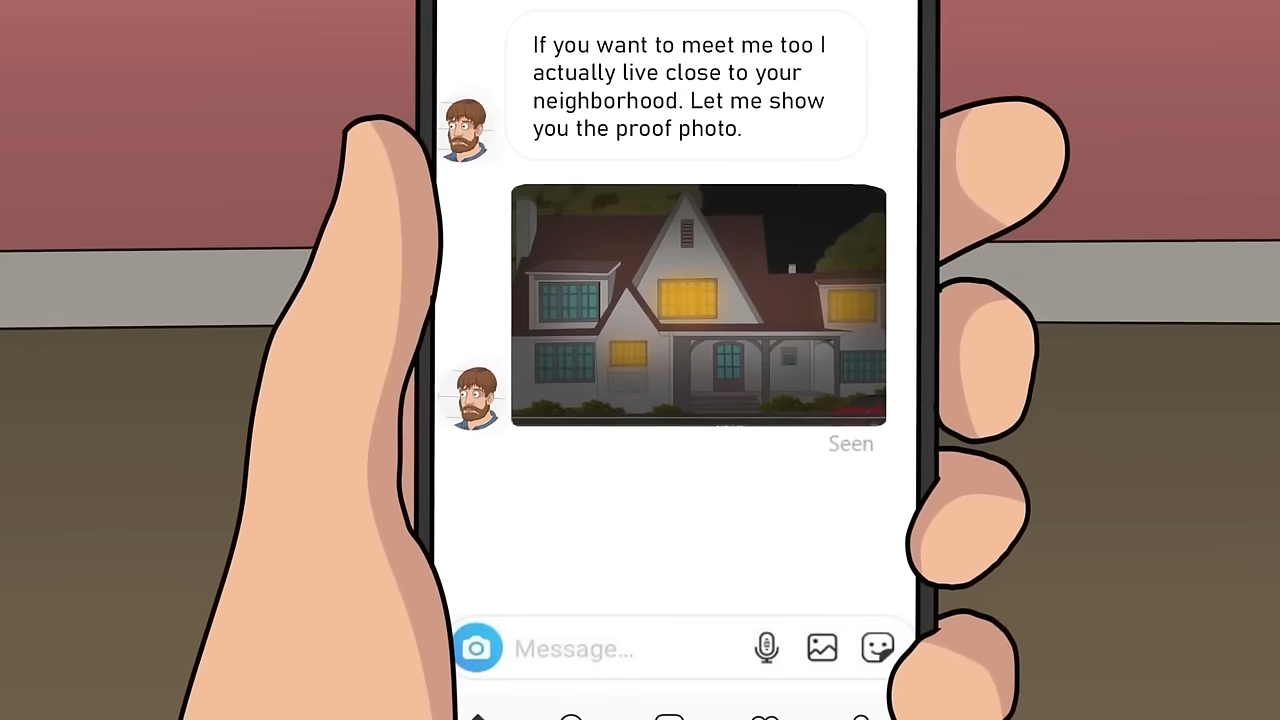 If you want to meet me too I
actually live close to your
neighborhood. Let me show
you the proof photo.
Seen
Message...